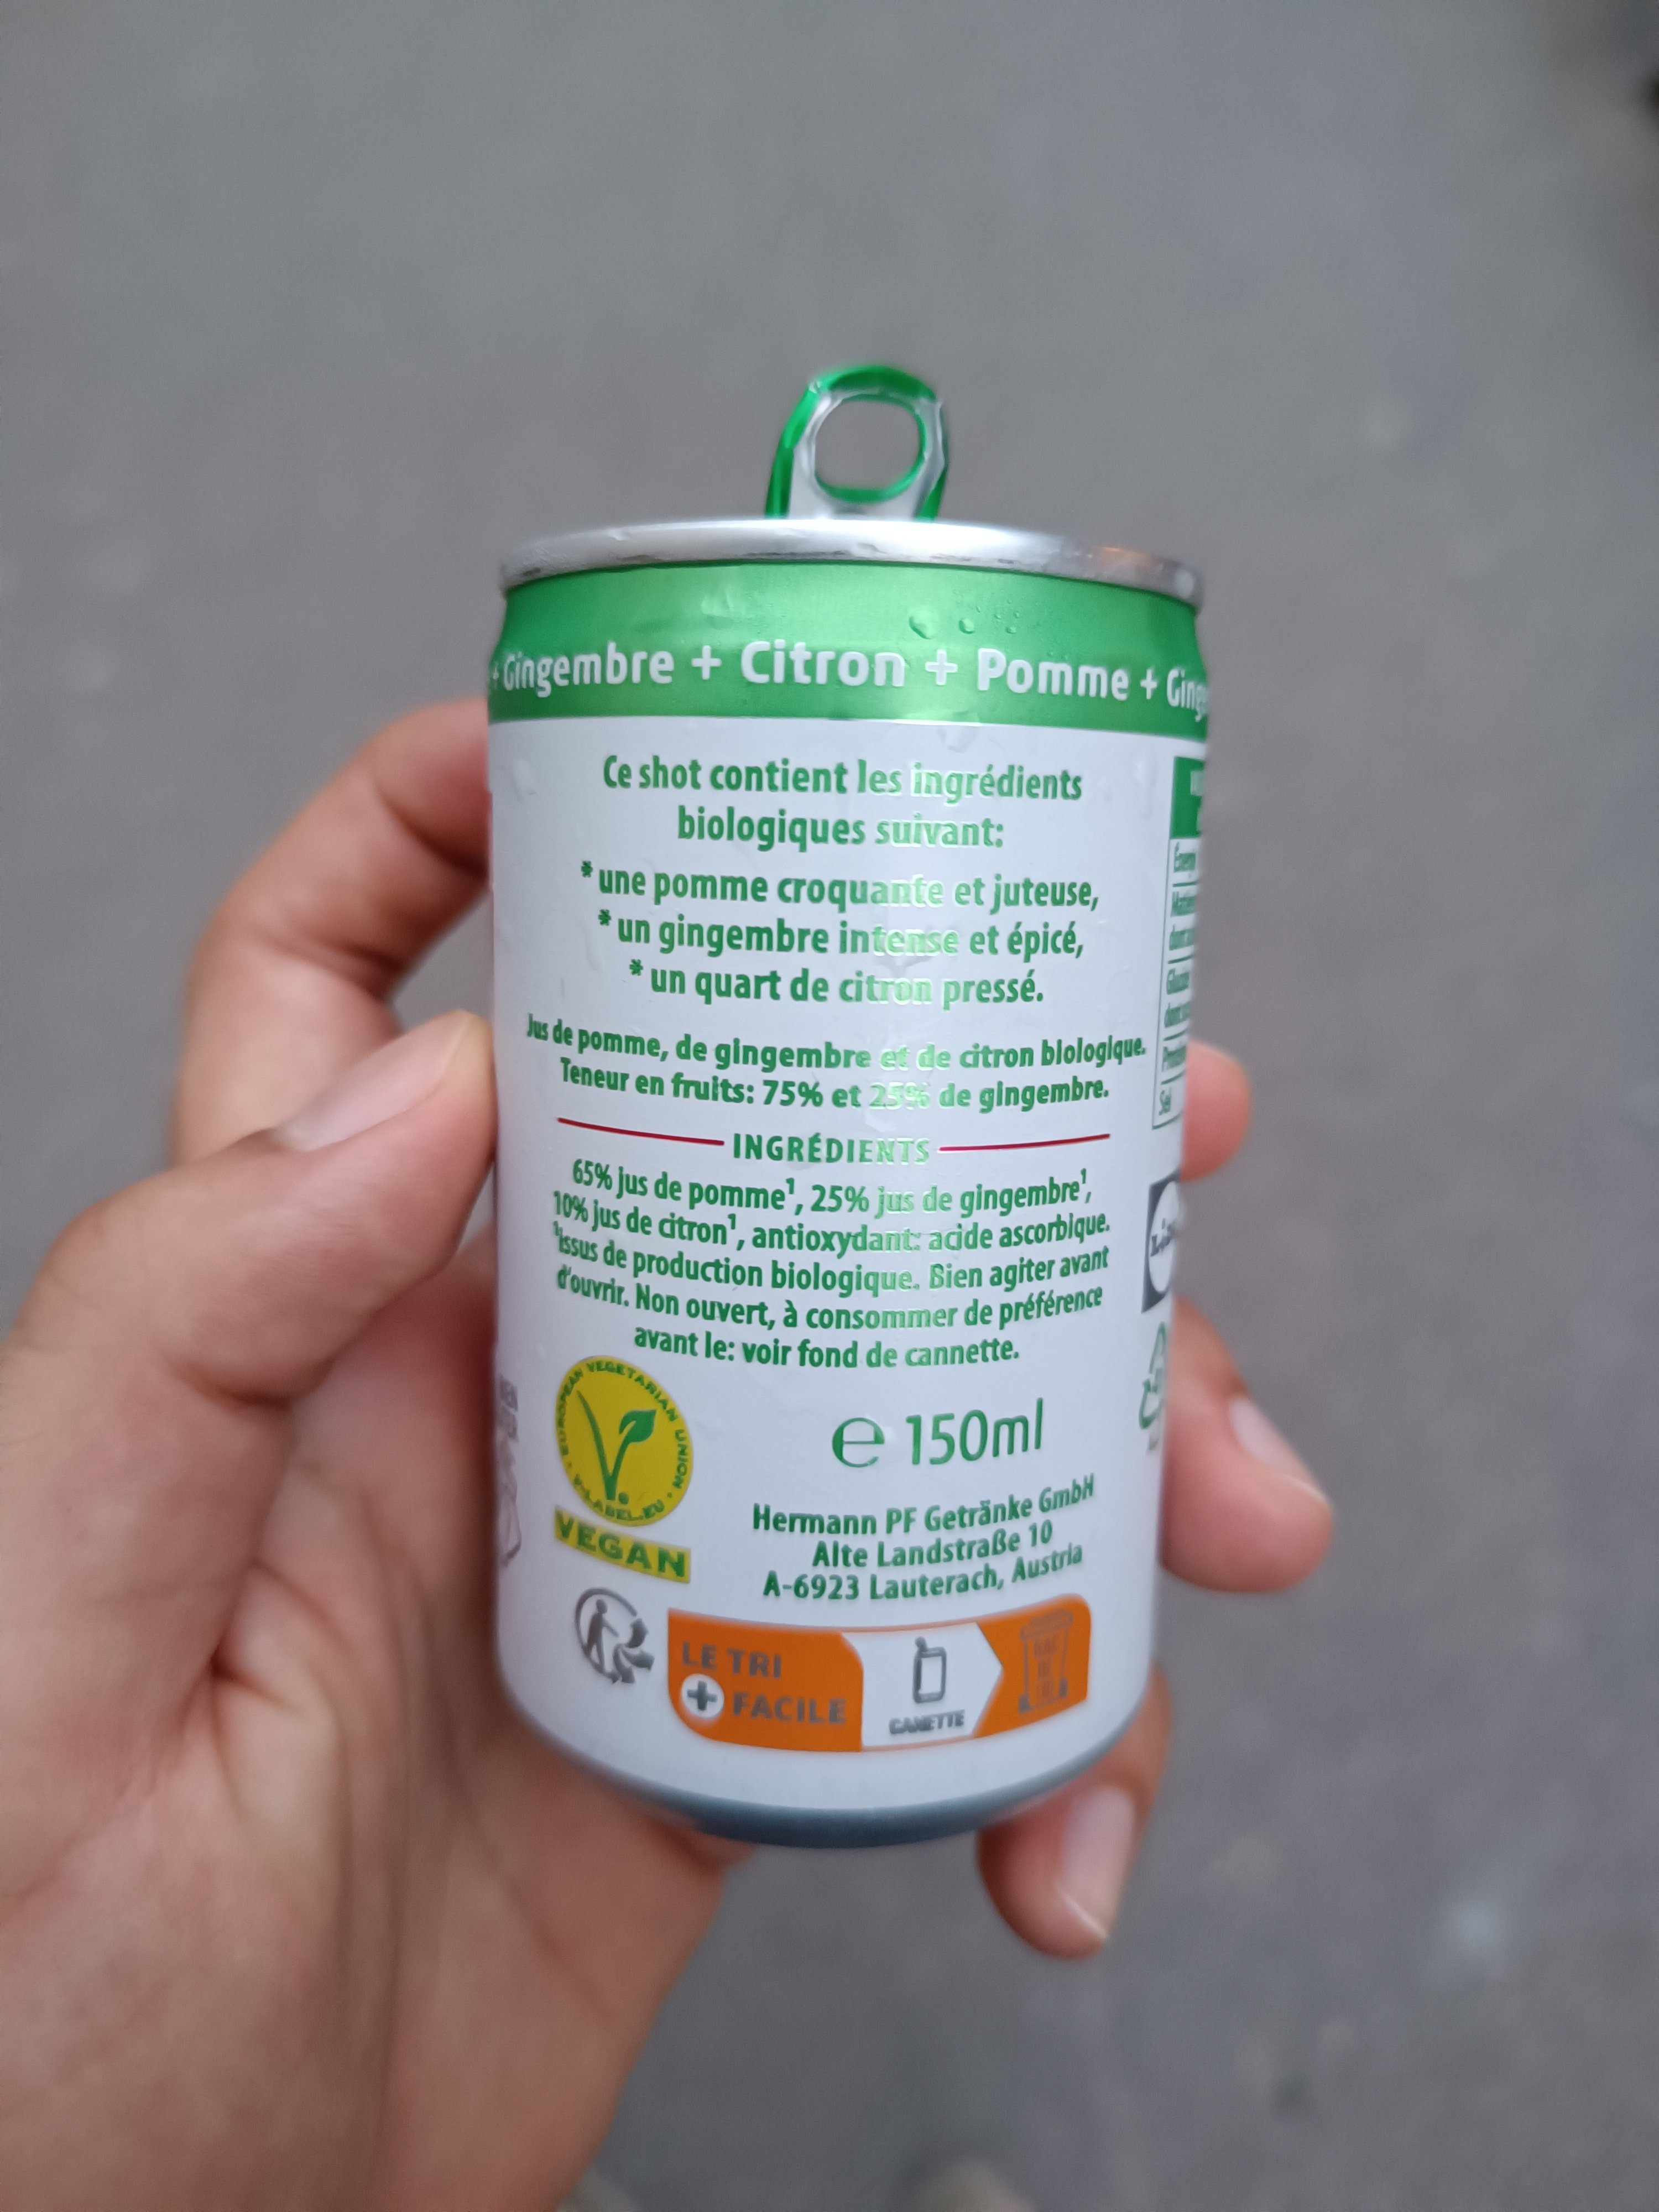 + Gingembre + Citron + Pomme +
Ce shot contient les ingrédients
biologiques suivant:
* une pomme croquante et juteuse,
* un gingembre intense et épicé,
* un quart de citron pressé.
Jus de pomme, de gingembre et de citron biologique.
Teneur en fruits: 75% et 25% de gingembre.
INGRÉDIENTS
65% jus de pomme¹, 25% jus de gingembre¹,
10% jus de citron¹, antioxydant: acide ascorbique.
¹Issus de production biologique. Bien agiter avant
d'ouvrir. Non ouvert, à consommer de préférence
avant le: voir fond de cannette.
EUROPEAN VEGETARIAN UNION
V-LABEL.EU
VEGAN
e 150ml
Hermann PF Getränke GmbH
Alte Landstraße 10
A-6923 Lauterach, Austria
LE TRI
+ FACILE
CANETTE
Sel